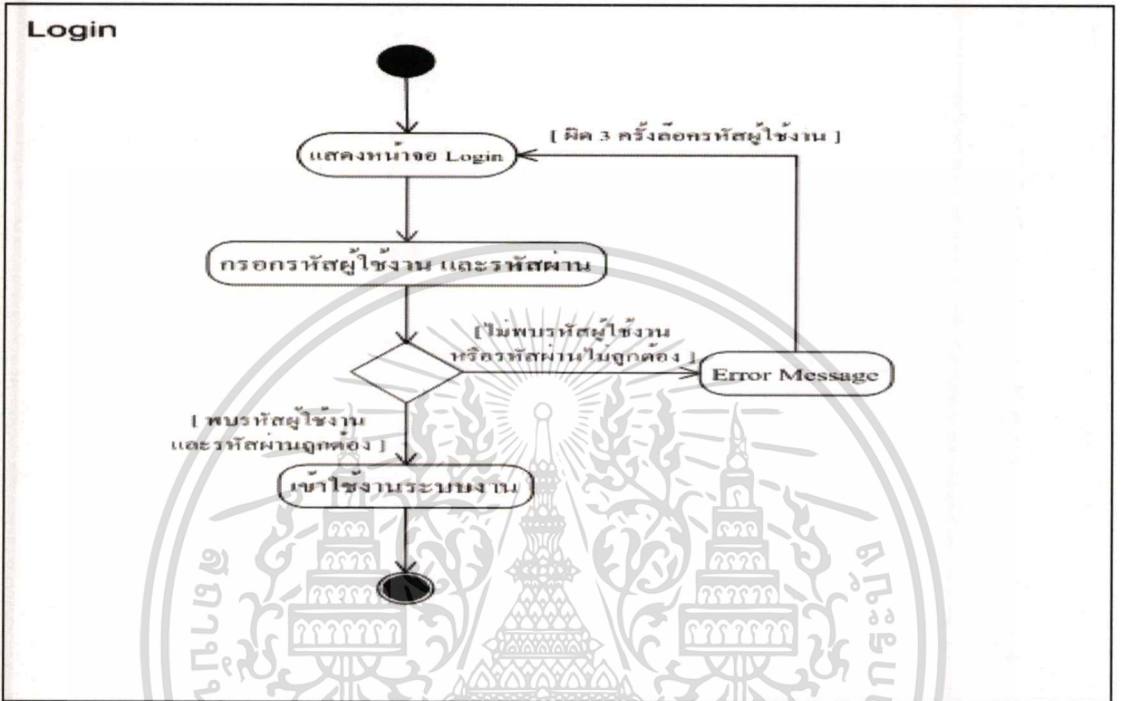 Login
[ ผิด 3 ครั้งล็อครหัสผู้ใช้งาน ]
แสดงหน้าจอ Login
กรอกรหัสผู้ใช้งาน และรหัสผ่าน
[ไม่พบรหัสผู้ใช้งาน
หรือรหัสผ่านไม่ถูกต้อง ]
Error Message
[ พบรหัสผู้ใช้งาน
และรหัสผ่านถูกต้อง ]
เข้าใช้งานระบบงาน